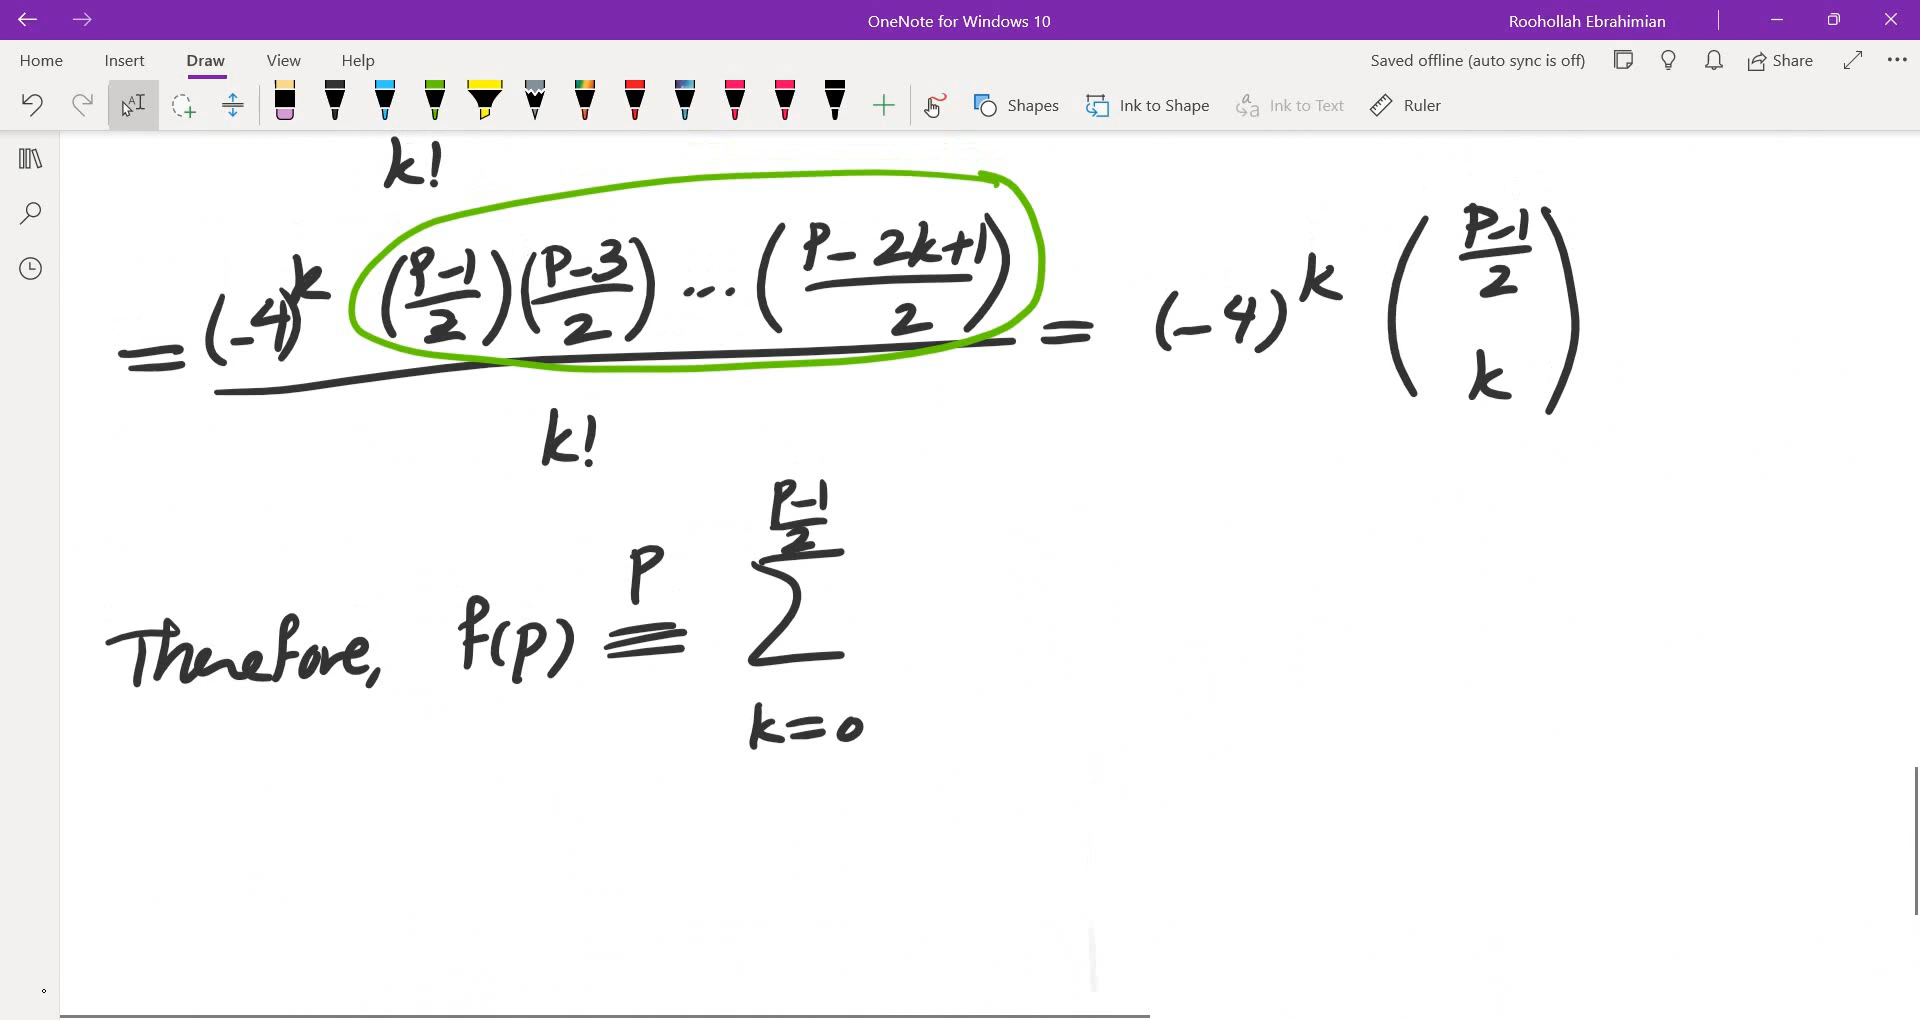 OneNote for Windows 10
Roohollah Ebrahimian
Home Insert Draw View Help
Saved offline (auto sync is off) Share
Shapes Ink to Shape Ink to Text Ruler
k!
= (-4)^k ((P-1)/2)((P-3)/2) ... ((P-2k+1)/2) / k! = (-4)^k ((P-1)/2 choose k)
Therefore, f(p) ≡^P Σ_{k=0}^{(P-1)/2}